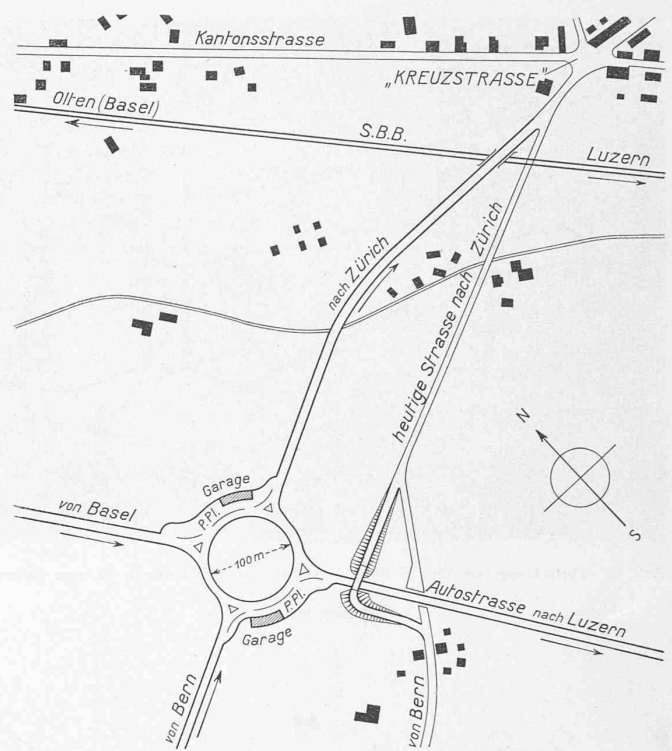 Kantonsstrasse
„KREUZSTRASSE"
Olten (Basel)
S.B.B.
Luzern
nach Zürich
heutige Strasse nach Zürich
N
S
von Basel
Garage
P.Pl.
100m
P.Pl.
Garage
Autostrasse nach Luzern
von Bern
von Bern